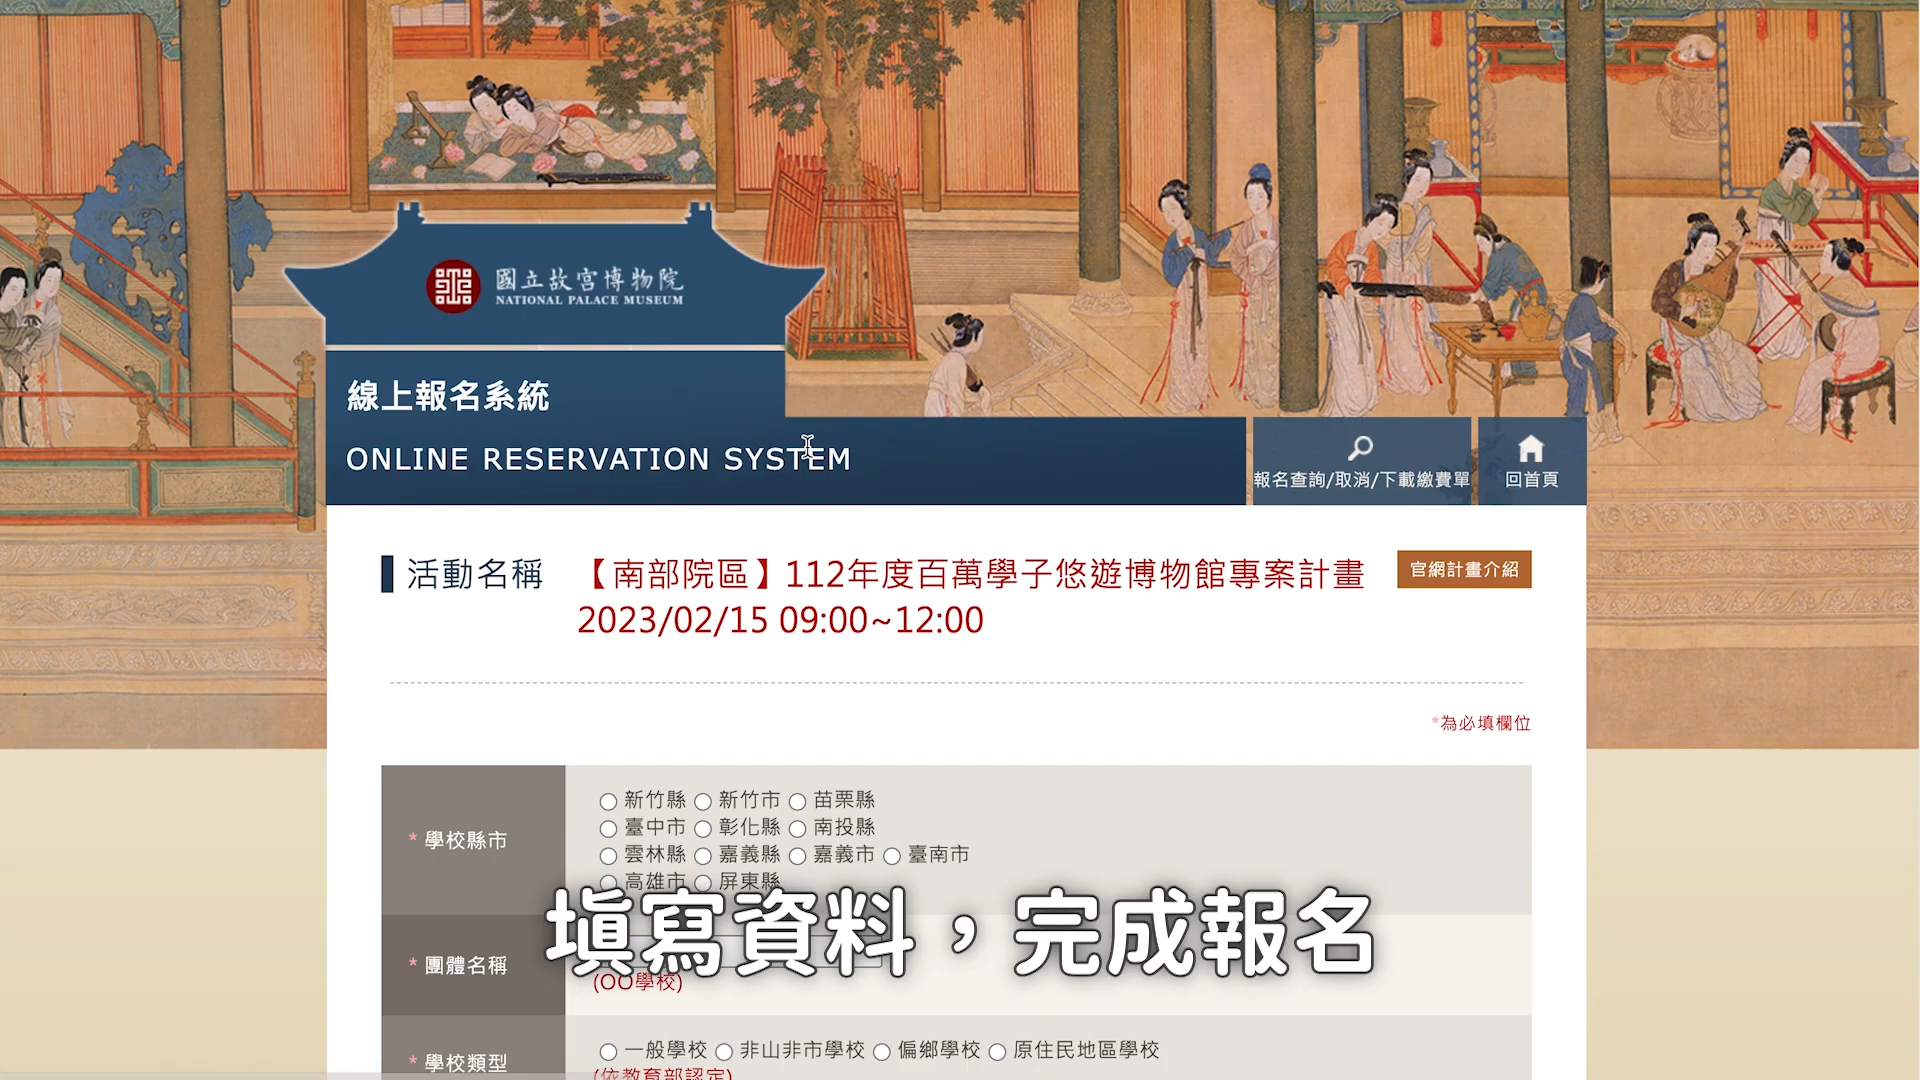 國立故宮博物院
NATIONAL PALACE MUSEUM
線上報名系統
ONLINE RESERVATION SYSTEM
報名查詢/取消/下載繳費單
回首頁
活動名稱
【南部院區】112年度百萬學子悠遊博物館專案計畫
2023/02/15 09:00~12:00
官網計畫介紹
*為必填欄位
* 學校縣市
新竹縣 新竹市 苗栗縣
臺中市 彰化縣 南投縣
雲林縣 嘉義縣 嘉義市 臺南市
高雄市 屏東縣
填寫資料，完成報名
* 團體名稱
(OO學校)
* 學校類型
一般學校 非山非市學校 偏鄉學校 原住民地區學校
(依教育部認定)